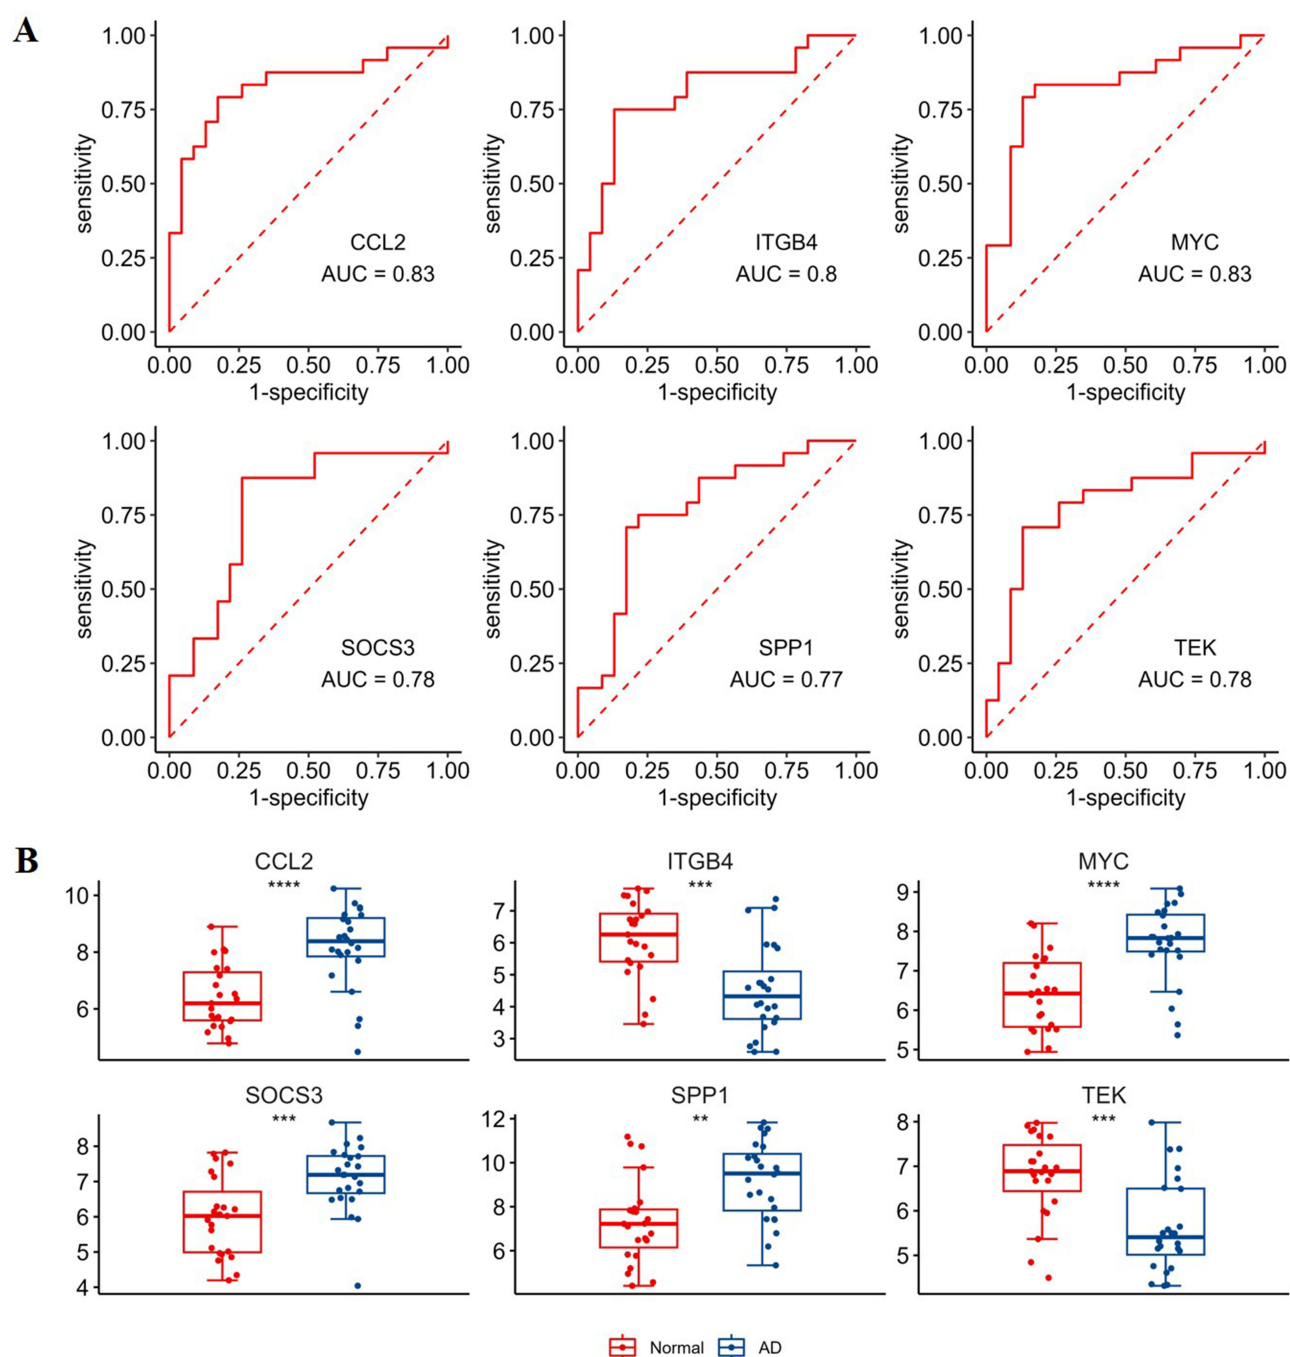 A
1.00 0.75 0.50 0.25 0.00
sensitivity
CCL2
AUC = 0.83
0.00 0.25 0.50 0.75 1.00
1-specificity
1.00 0.75 0.50 0.25 0.00
sensitivity
ITGB4
AUC = 0.8
0.00 0.25 0.50 0.75 1.00
1-specificity
1.00 0.75 0.50 0.25 0.00
sensitivity
MYC
AUC = 0.83
0.00 0.25 0.50 0.75 1.00
1-specificity
1.00 0.75 0.50 0.25 0.00
sensitivity
SOCS3
AUC = 0.78
0.00 0.25 0.50 0.75 1.00
1-specificity
1.00 0.75 0.50 0.25 0.00
sensitivity
SPP1
AUC = 0.77
0.00 0.25 0.50 0.75 1.00
1-specificity
1.00 0.75 0.50 0.25 0.00
sensitivity
TEK
AUC = 0.78
0.00 0.25 0.50 0.75 1.00
1-specificity
B
CCL2
****
10 8 6
ITGB4
***
7 6 5 4 3
MYC
****
9 8 7 6 5
SOCS3
***
8 7 6 5 4
SPP1
**
12 10 8 6
TEK
***
8 7 6 5
Normal AD